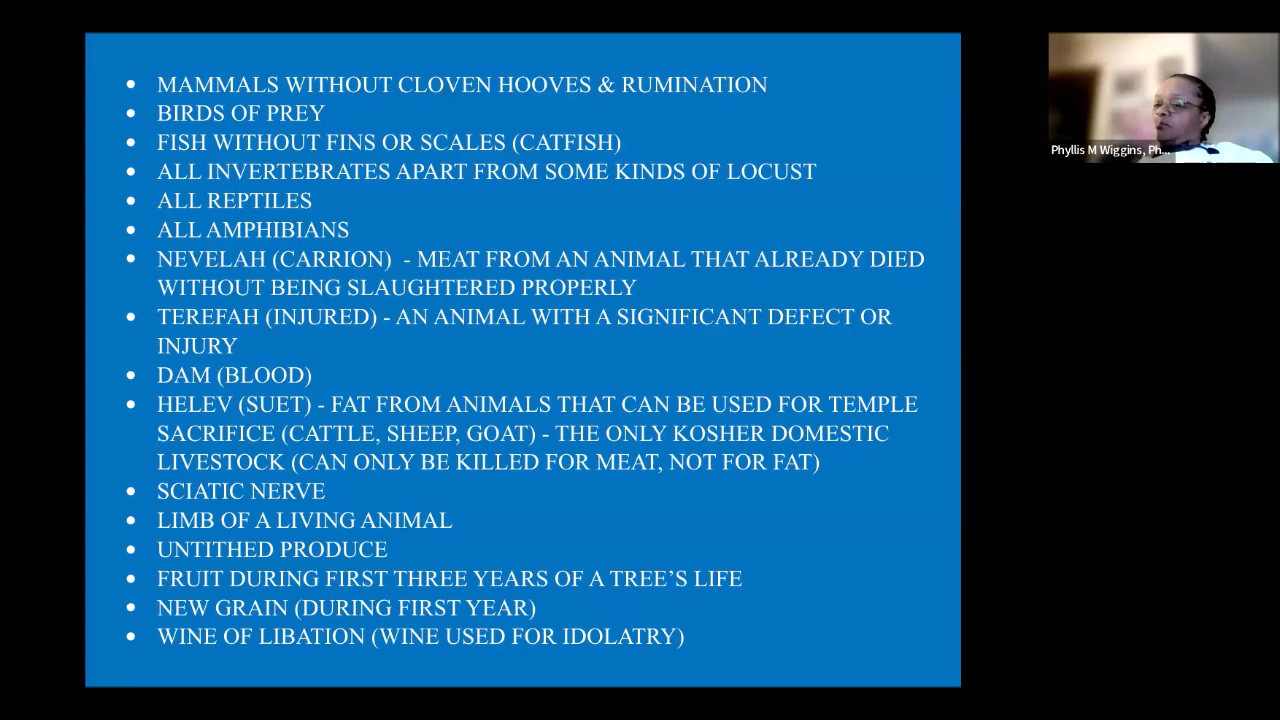 • MAMMALS WITHOUT CLOVEN HOOVES & RUMINATION
• BIRDS OF PREY
• FISH WITHOUT FINS OR SCALES (CATFISH)
• ALL INVERTEBRATES APART FROM SOME KINDS OF LOCUST
• ALL REPTILES
• ALL AMPHIBIANS
• NEVELAH (CARRION) - MEAT FROM AN ANIMAL THAT ALREADY DIED
WITHOUT BEING SLAUGHTERED PROPERLY
• TEREFAH (INJURED) - AN ANIMAL WITH A SIGNIFICANT DEFECT OR
INJURY
• DAM (BLOOD)
• HELEV (SUET) - FAT FROM ANIMALS THAT CAN BE USED FOR TEMPLE
SACRIFICE (CATTLE, SHEEP, GOAT) - THE ONLY KOSHER DOMESTIC
LIVESTOCK (CAN ONLY BE KILLED FOR MEAT, NOT FOR FAT)
• SCIATIC NERVE
• LIMB OF A LIVING ANIMAL
• UNTITHED PRODUCE
• FRUIT DURING FIRST THREE YEARS OF A TREE’S LIFE
• NEW GRAIN (DURING FIRST YEAR)
• WINE OF LIBATION (WINE USED FOR IDOLATRY)
Phyllis M Wiggins, Ph...